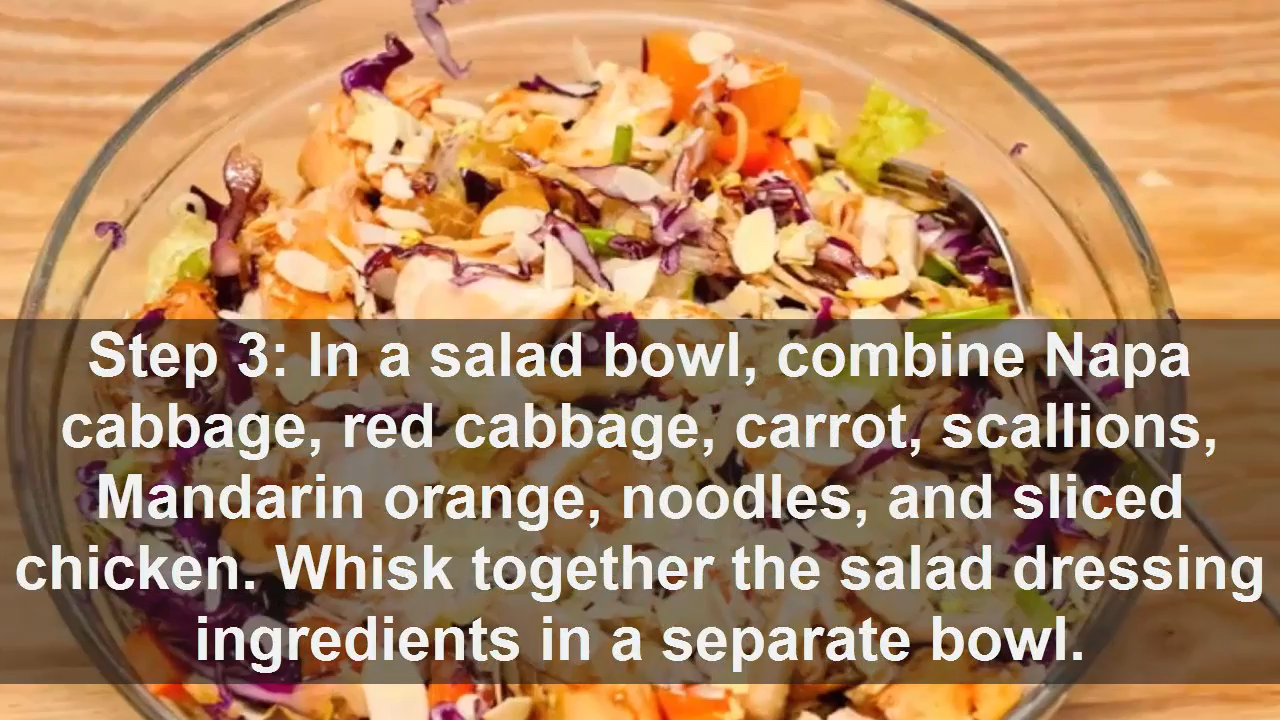 Step 3: In a salad bowl, combine Napa
cabbage, red cabbage, carrot, scallions,
Mandarin orange, noodles, and sliced
chicken. Whisk together the salad dressing
ingredients in a separate bowl.